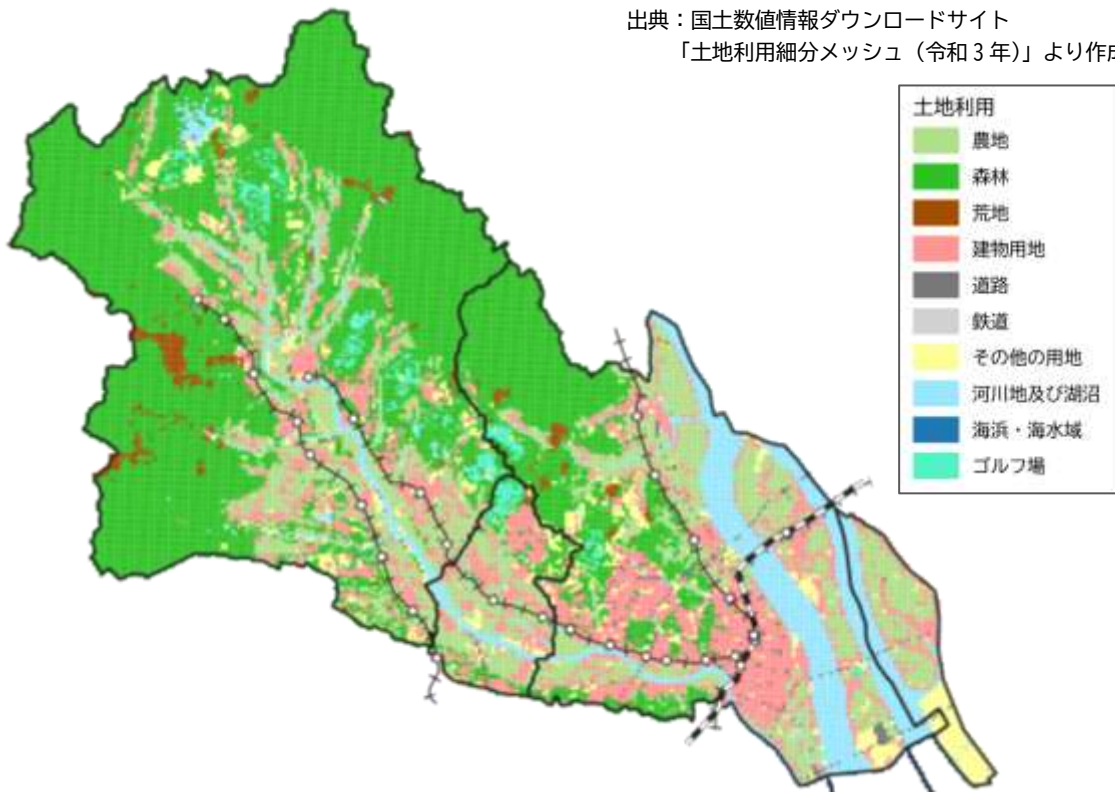 出典：国土数値情報ダウンロードサイト
「土地利用細分メッシュ（令和３年）」より作成
土地利用
農地
森林
荒地
建物用地
道路
鉄道
その他の用地
河川地及び湖沼
海浜・海水域
ゴルフ場